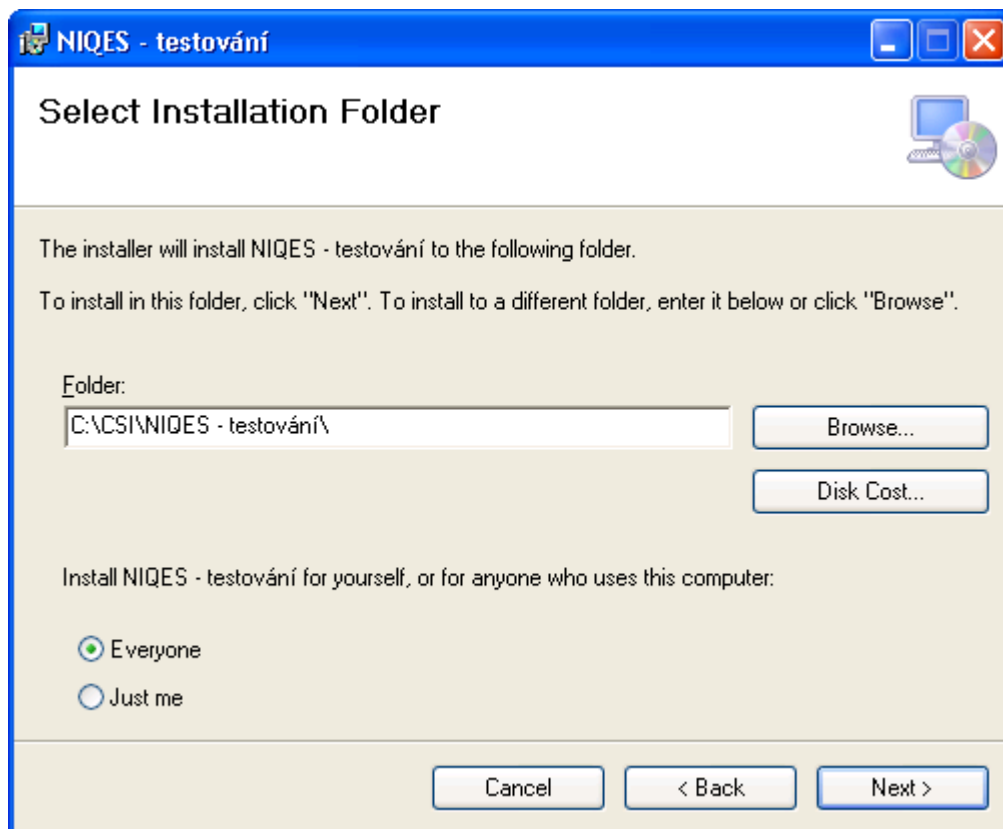 NIQES - testování
Select Installation Folder
The installer will install NIQES - testování to the following folder.
To install in this folder, click "Next". To install to a different folder, enter it below or click "Browse".
Folder:
C:\CSI\NIQES - testování\
Browse...
Disk Cost...
Install NIQES - testování for yourself, or for anyone who uses this computer:
Everyone
Just me
Cancel
< Back
Next >